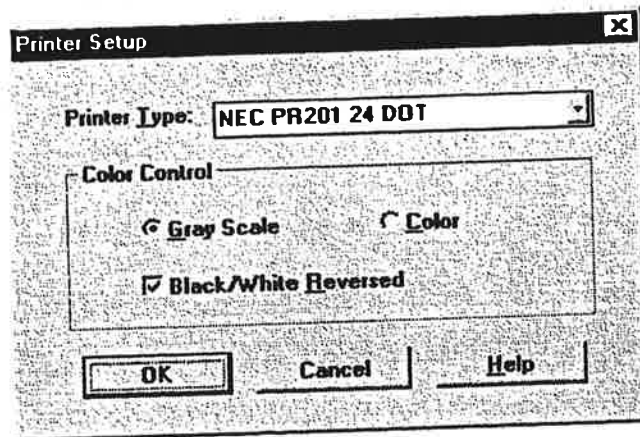 Printer Setup
Printer Type: NEC PR201 24 DOT
Color Control
Gray Scale Color
Black/White Reversed
OK Cancel Help